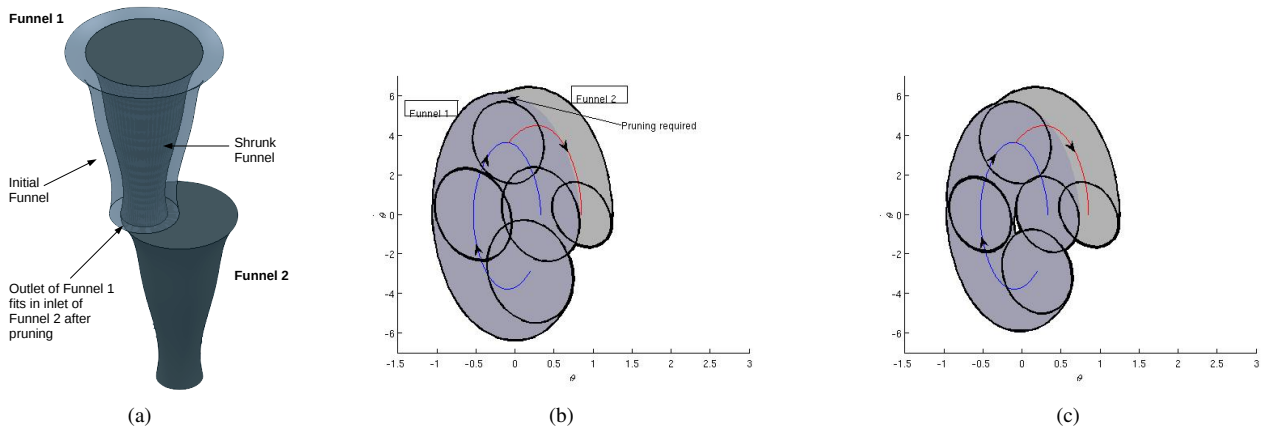 Funnel 1
Shrunk
Funnel
Initial
Funnel
Funnel 2
Outlet of Funnel 1
fits in inlet of
Funnel 2 after
pruning
(a)
6
4
2
0
-2
-4
-6
-1.5 -1 -0.5 0 0.5 1 1.5 2 2.5 3
θ
θ̇
Funnel 1
Funnel 2
Pruning required
(b)
6
4
2
0
-2
-4
-6
-1.5 -1 -0.5 0 0.5 1 1.5 2 2.5 3
θ
θ̇
(c)